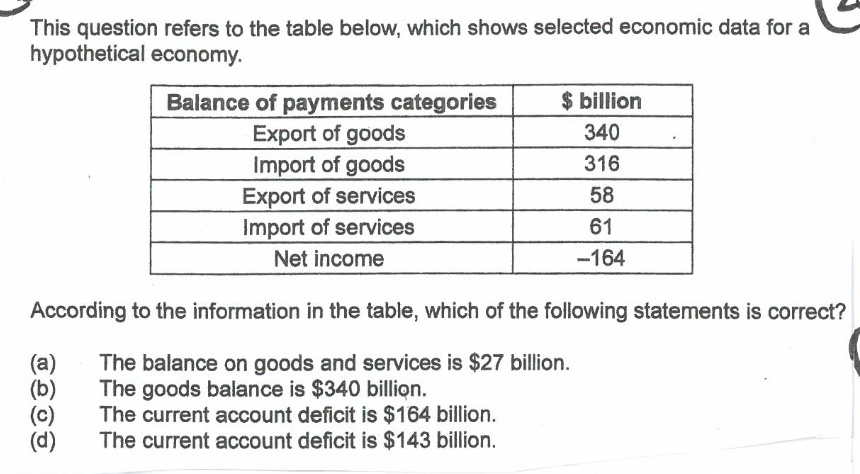 This question refers to the table below, which shows selected economic data for a
hypothetical economy.
Balance of payments categories $ billion
Export of goods 340
Import of goods 316
Export of services 58
Import of services 61
Net income –164
According to the information in the table, which of the following statements is correct?
(a) The balance on goods and services is $27 billion.
(b) The goods balance is $340 billion.
(c) The current account deficit is $164 billion.
(d) The current account deficit is $143 billion.